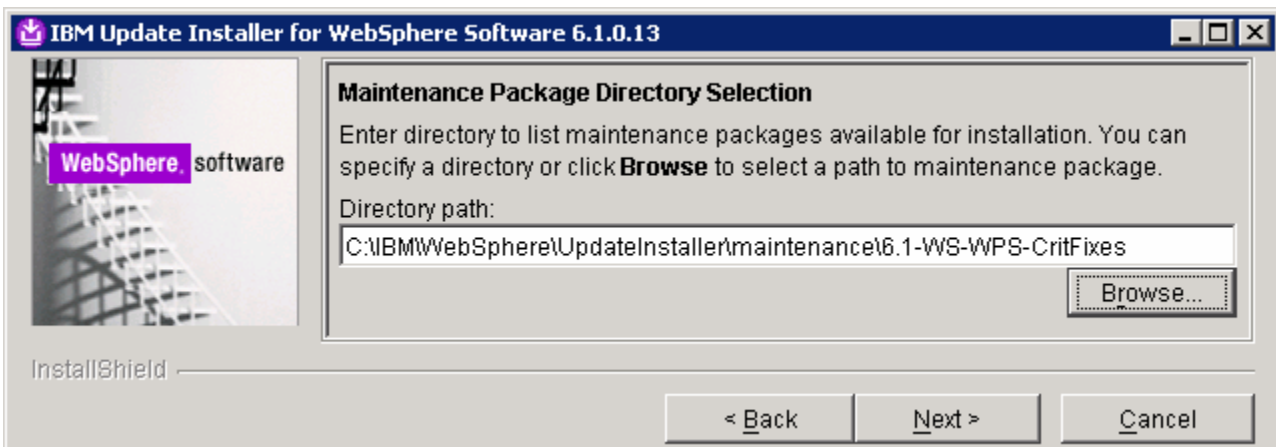 IBM Update Installer for WebSphere Software 6.1.0.13
WebSphere. software
Maintenance Package Directory Selection
Enter directory to list maintenance packages available for installation. You can
specify a directory or click Browse to select a path to maintenance package.
Directory path:
C:\IBM\WebSphere\UpdateInstaller\maintenance\6.1-WS-WPS-CritFixes
Browse...
InstallShield
< Back
Next >
Cancel